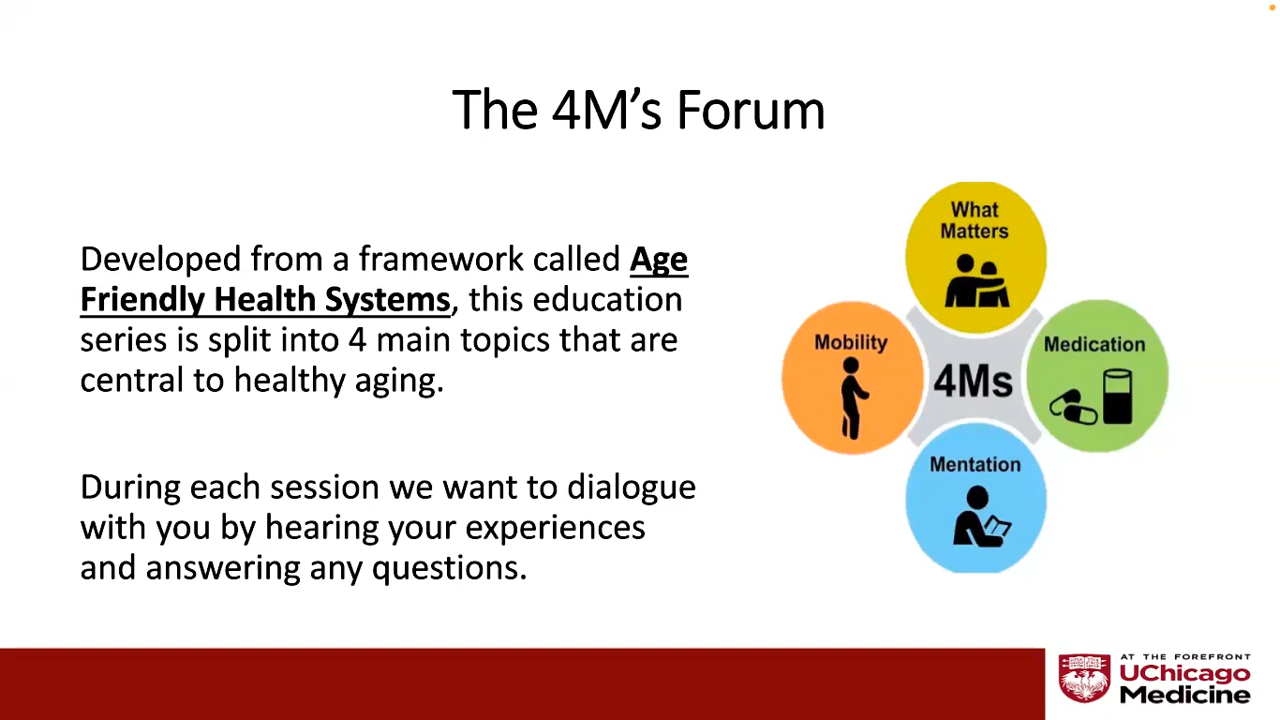 The 4M’s Forum
Developed from a framework called Age
Friendly Health Systems, this education
series is split into 4 main topics that are
central to healthy aging.
During each session we want to dialogue
with you by hearing your experiences
and answering any questions.
What
Matters
Mobility
4Ms
Medication
Mentation
AT THE FOREFRONT
UChicago
Medicine